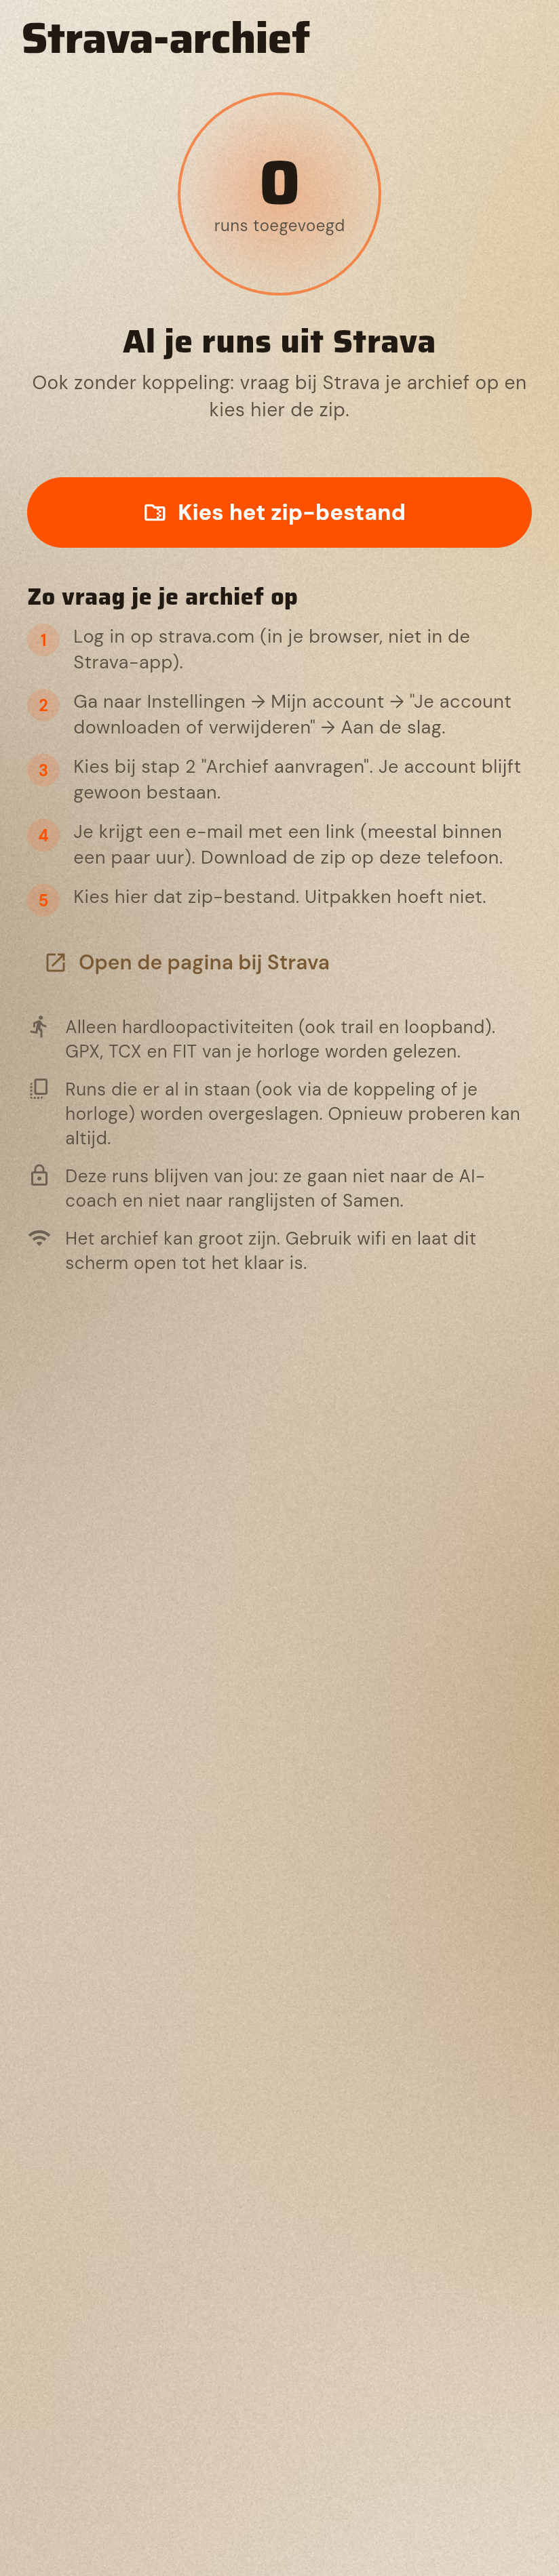 Strava-archief
0
runs toegevoegd
Al je runs uit Strava
Ook zonder koppeling: vraag bij Strava je archief op en
kies hier de zip.
Kies het zip-bestand
Zo vraag je je archief op
1 Log in op strava.com (in je browser, niet in de
Strava-app).
2 Ga naar Instellingen → Mijn account → "Je account
downloaden of verwijderen" → Aan de slag.
3 Kies bij stap 2 "Archief aanvragen". Je account blijft
gewoon bestaan.
4 Je krijgt een e-mail met een link (meestal binnen
een paar uur). Download de zip op deze telefoon.
5 Kies hier dat zip-bestand. Uitpakken hoeft niet.
Open de pagina bij Strava
Alleen hardloopactiviteiten (ook trail en loopband).
GPX, TCX en FIT van je horloge worden gelezen.
Runs die er al in staan (ook via de koppeling of je
horloge) worden overgeslagen. Opnieuw proberen kan
altijd.
Deze runs blijven van jou: ze gaan niet naar de AI-
coach en niet naar ranglijsten of Samen.
Het archief kan groot zijn. Gebruik wifi en laat dit
scherm open tot het klaar is.